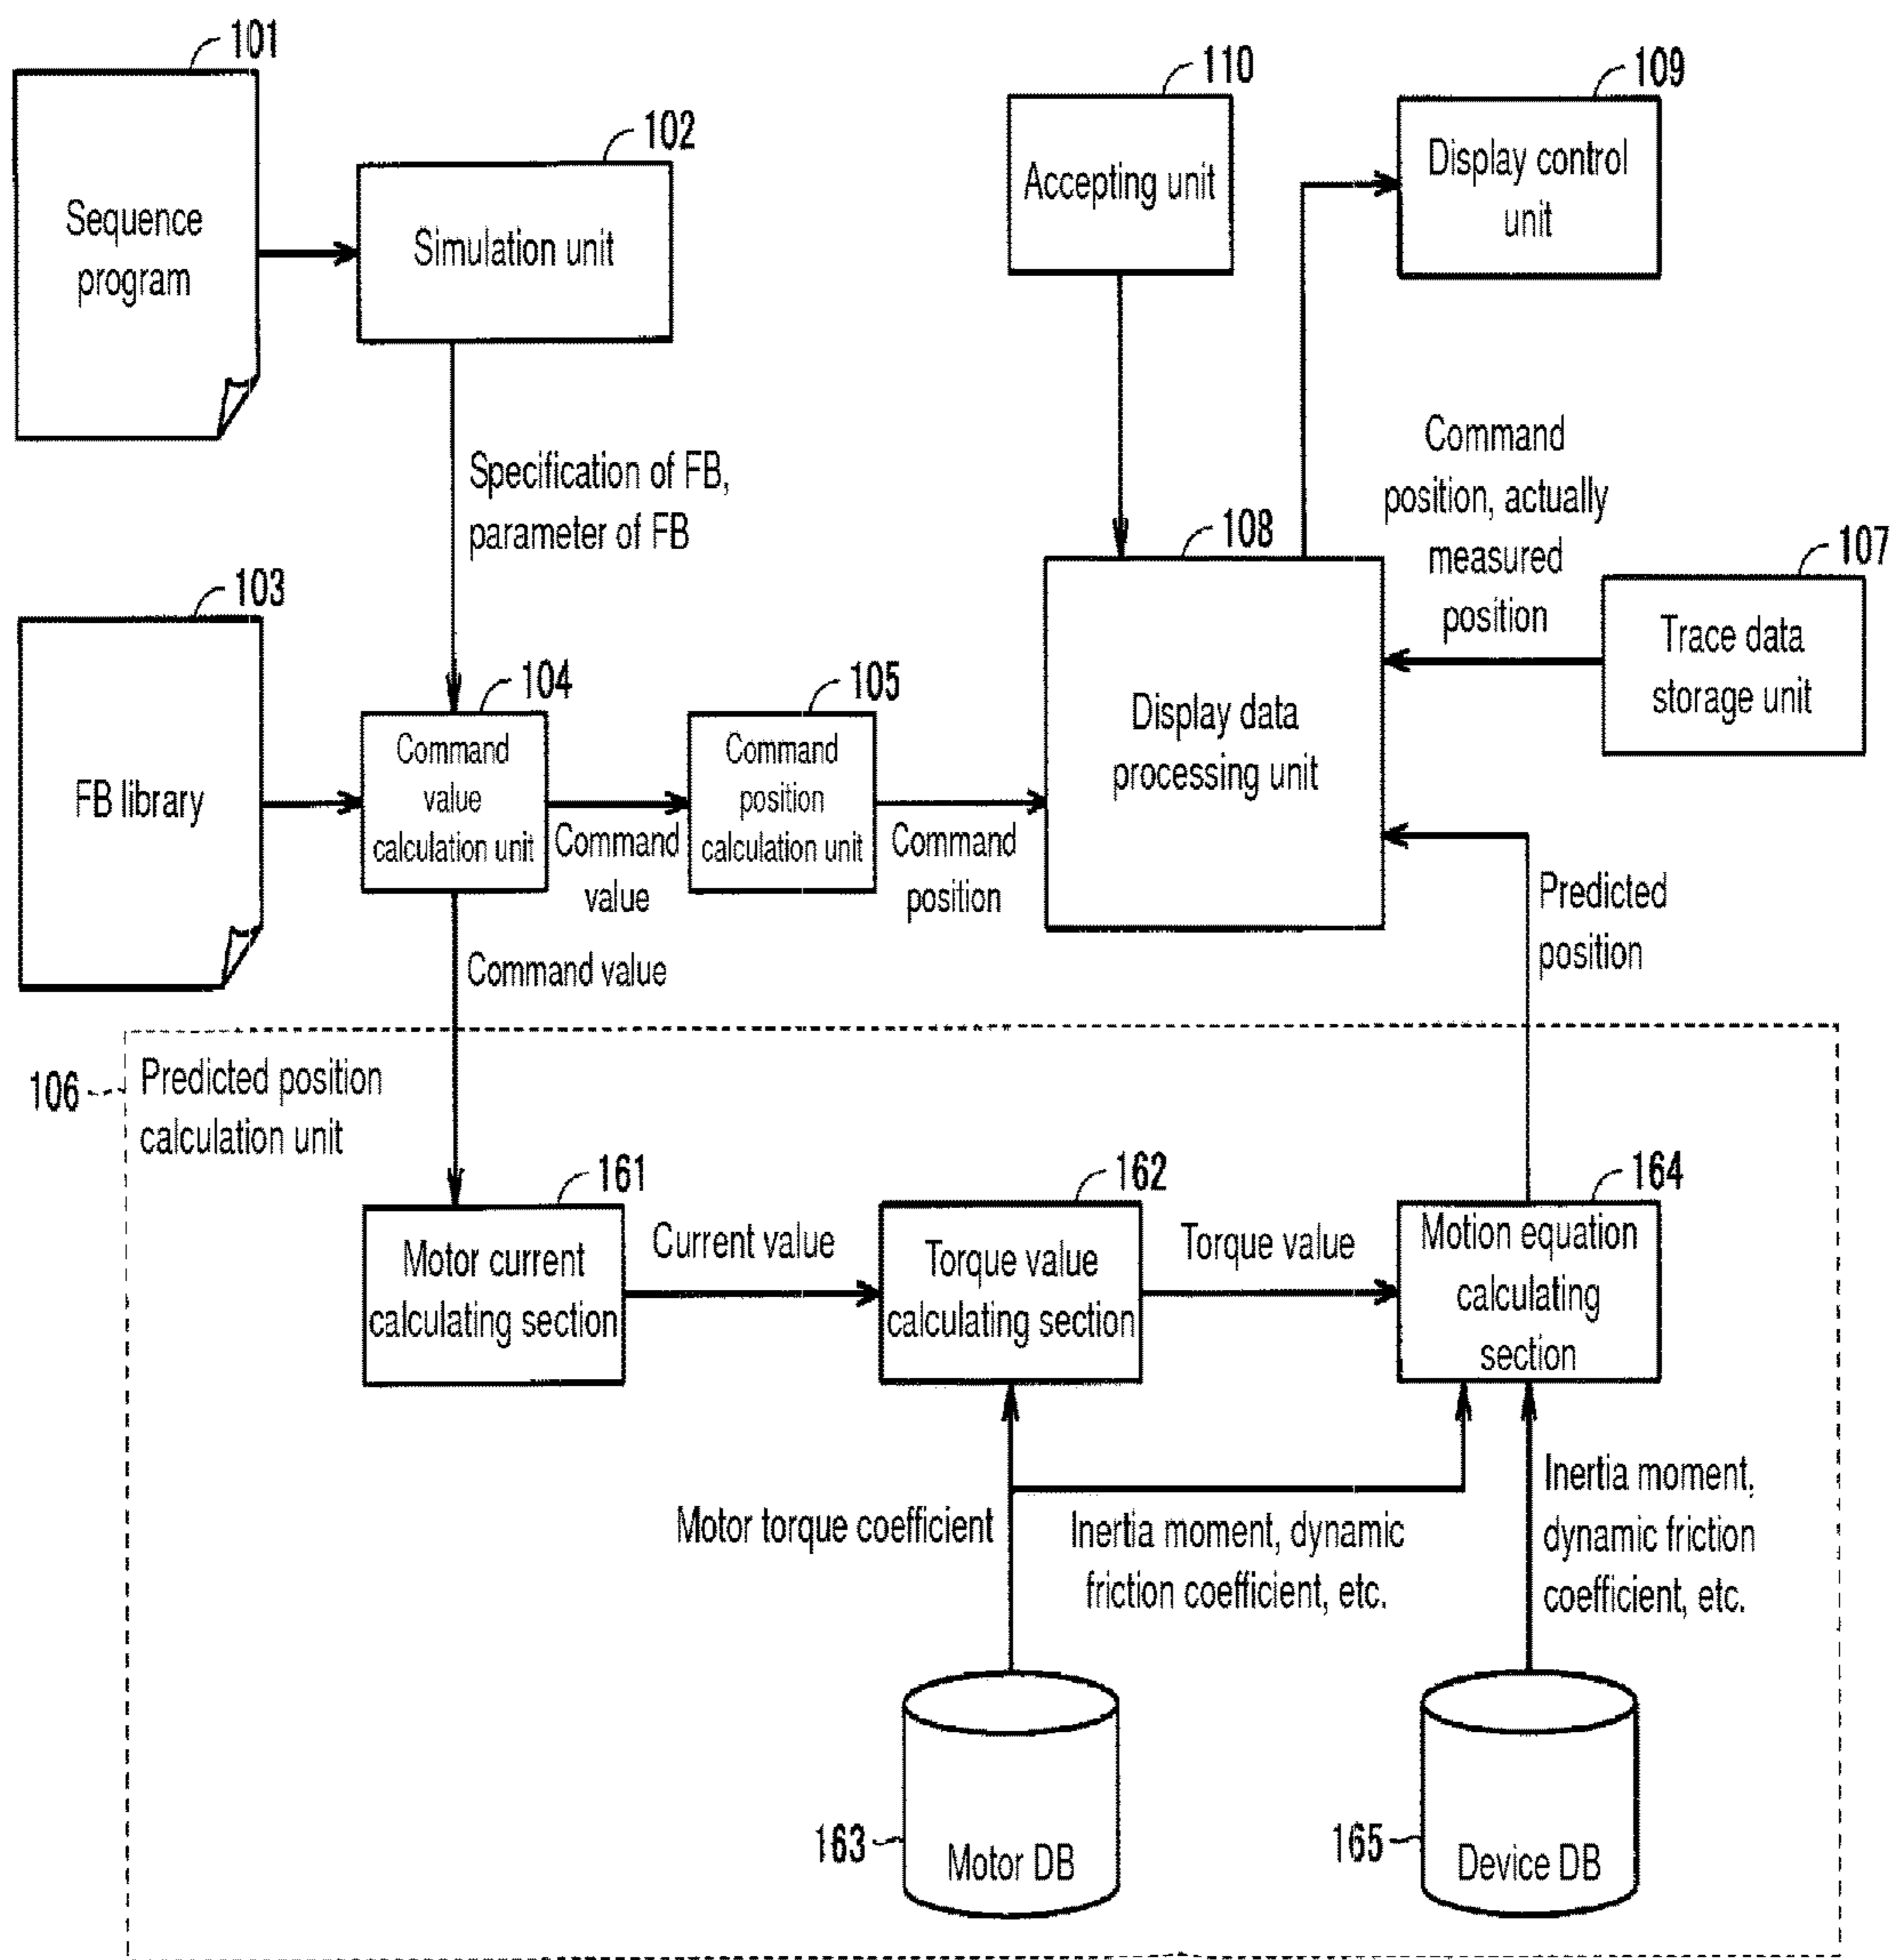 101
Sequence
program
102
Simulation unit
110
Accepting unit
109
Display control
unit
Specification of FB,
parameter of FB
Command
position, actually
measured
position
103
FB library
104
Command
value
calculation unit
Command
value
105
Command
position
calculation unit
Command
position
108
Display data
processing unit
107
Trace data
storage unit
Command value
Predicted
position
106
Predicted position
calculation unit
161
Motor current
calculating section
Current value
162
Torque value
calculating section
Torque value
164
Motion equation
calculating
section
Motor torque coefficient
Inertia moment, dynamic
friction coefficient, etc.
Inertia moment,
dynamic friction
coefficient, etc.
163
Motor DB
165
Device DB